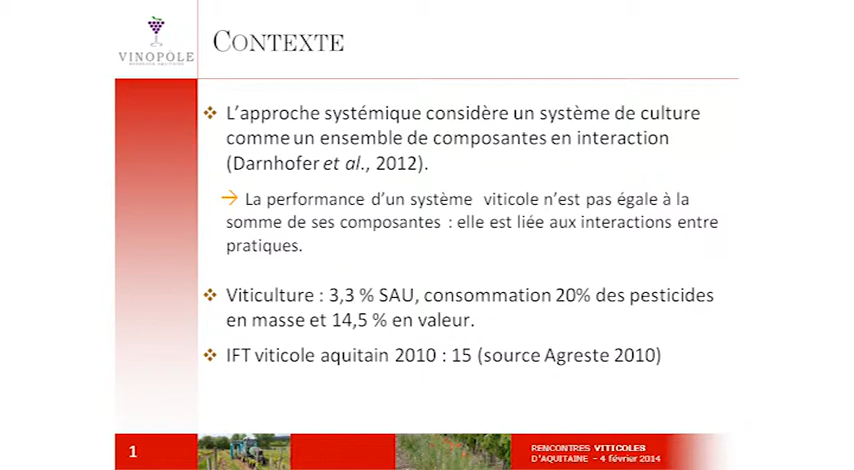 VINOPÔLE
CONTEXTE
L'approche systémique considère un système de culture
comme un ensemble de composantes en interaction
(Darnhofer et al., 2012).
→ La performance d'un système viticole n'est pas égale à la
somme de ses composantes : elle est liée aux interactions entre
pratiques.
Viticulture : 3,3 % SAU, consommation 20% des pesticides
en masse et 14,5 % en valeur.
IFT viticole aquitain 2010 : 15 (source Agreste 2010)
1
RENCONTRES VITICOLES
D'AQUITAINE – 4 février 2014